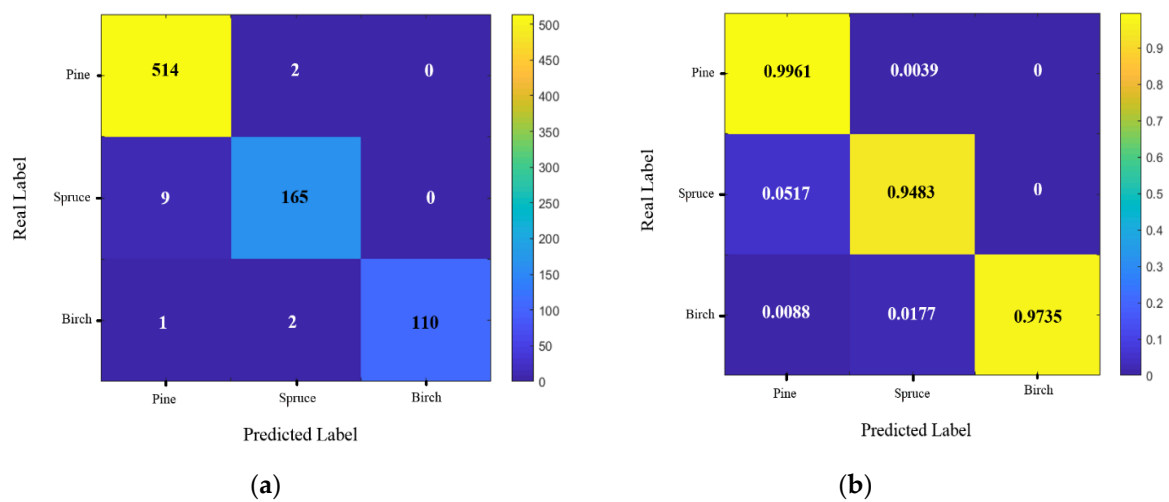 500
450
400
350
300
250
200
150
100
50
0
Real Label
Pine
514 2 0
Spruce
9 165 0
Birch
1 2 110
Pine Spruce Birch
Predicted Label
(a)
0.9
0.8
0.7
0.6
0.5
0.4
0.3
0.2
0.1
0
Real Label
Pine
0.9961 0.0039 0
Spruce
0.0517 0.9483 0
Birch
0.0088 0.0177 0.9735
Pine Spruce Birch
Predicted Label
(b)